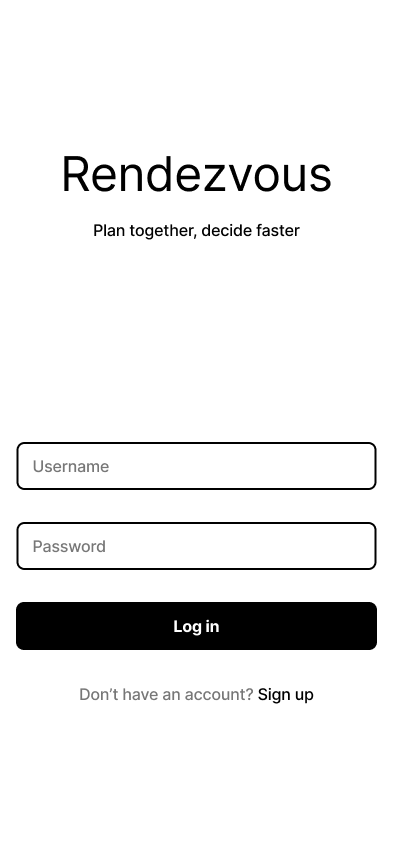 Rendezvous
Plan together, decide faster
Username
Password
Log in
Don’t have an account? Sign up